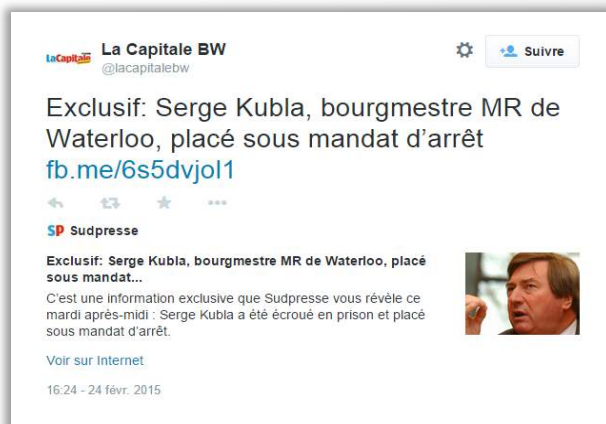 LaCapitale
La Capitale BW
@lacapitalebw
Suivre
Exclusif: Serge Kubla, bourgmestre MR de
Waterloo, placé sous mandat d’arrêt
fb.me/6s5dvjol1
SP Sudpresse
Exclusif: Serge Kubla, bourgmestre MR de Waterloo, placé
sous mandat...
C'est une information exclusive que Sudpresse vous révèle ce
mardi après-midi : Serge Kubla a été écroué en prison et placé
sous mandat d'arrêt.
Voir sur Internet
16:24 - 24 févr. 2015